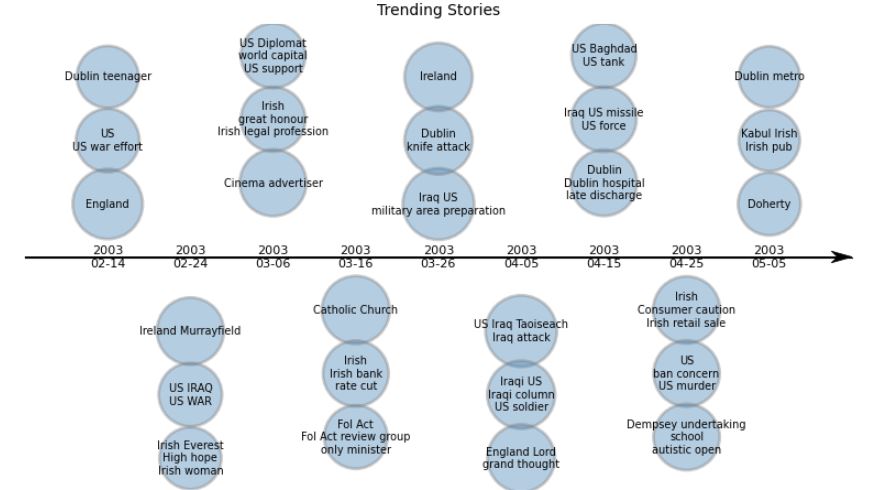 Trending Stories
Dublin teenager
US
US war effort
England
US Diplomat
world capital
US support
Irish
great honour
Irish legal profession
Cinema advertiser
Ireland
Dublin
knife attack
Iraq US
military area preparation
US Baghdad
US tank
Iraq US missile
US force
Dublin
Dublin hospital
late discharge
Dublin metro
Kabul Irish
Irish pub
Doherty
2003
02-14
2003
02-24
2003
03-06
2003
03-16
2003
03-26
2003
04-05
2003
04-15
2003
04-25
2003
05-05
Ireland Murrayfield
US IRAQ
US WAR
Irish Everest
High hope
Irish woman
Catholic Church
Irish
Irish bank
rate cut
FoI Act
FoI Act review group
only minister
US Iraq Taoiseach
Iraq attack
Iraqi US
Iraqi column
US soldier
England Lord
grand thought
Irish
Consumer caution
Irish retail sale
US
ban concern
US murder
Dempsey undertaking
school
autistic open